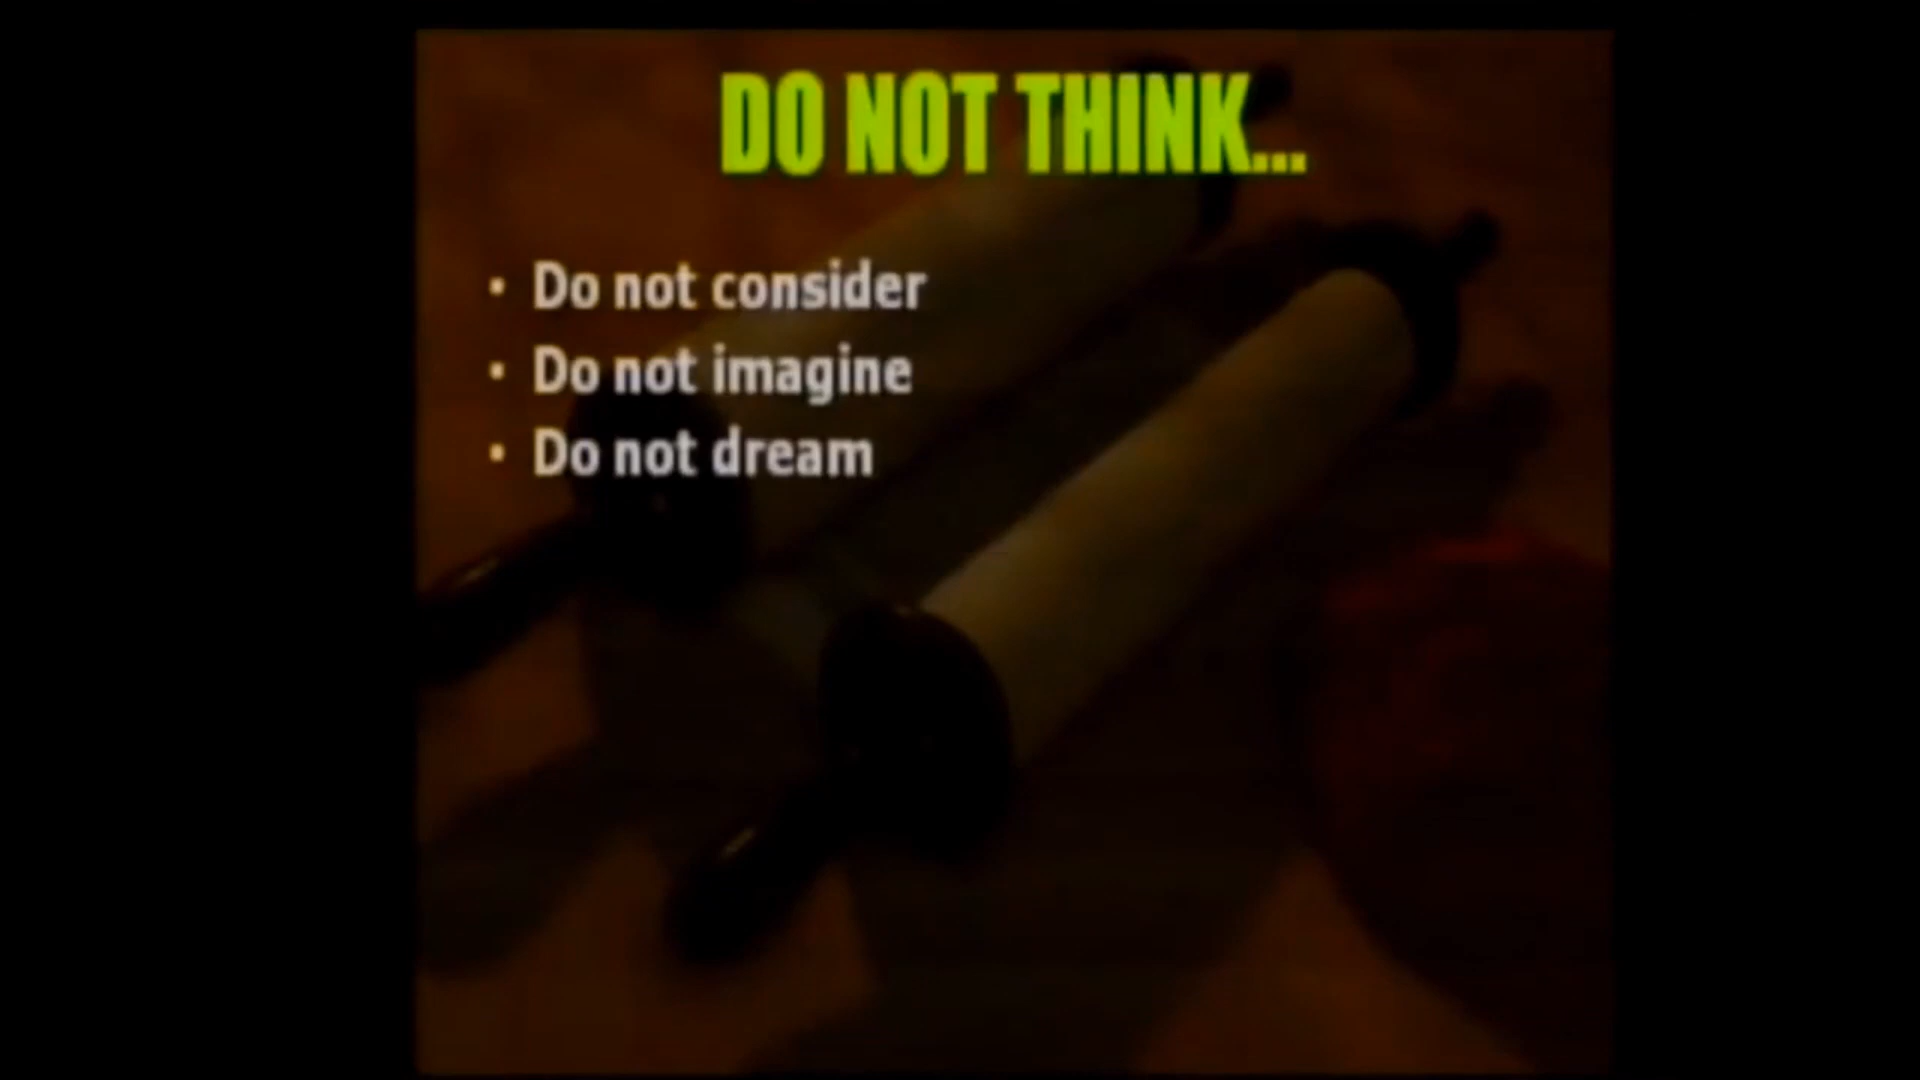 DO NOT THINK...
• Do not consider
• Do not imagine
• Do not dream